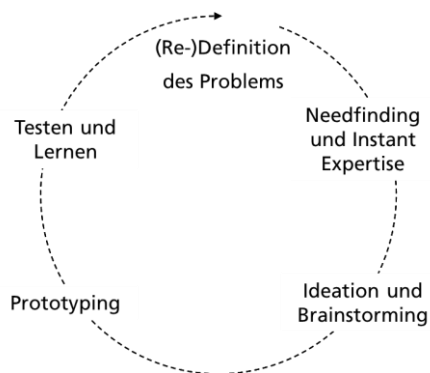 (Re-)Definition
des Problems
Needfinding
und Instant
Expertise
Ideation und
Brainstorming
Prototyping
Testen und
Lernen